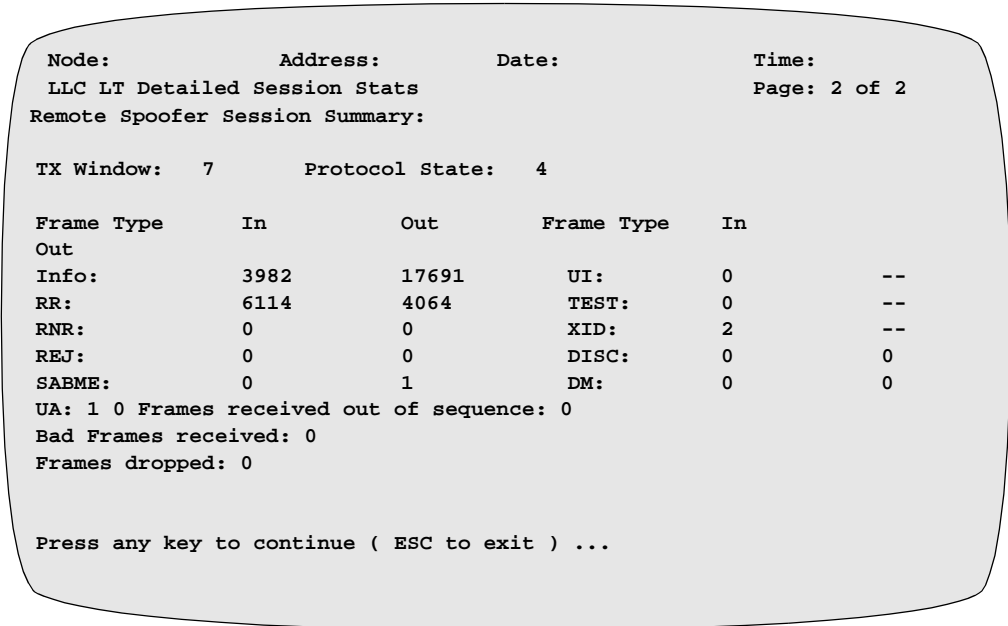 Node: Address: Date: Time:
LLC LT Detailed Session Stats Page: 2 of 2
Remote Spoofer Session Summary:
TX Window: 7 Protocol State: 4
Frame Type In Out Frame Type In
Out
Info: 3982 17691 UI: 0 --
RR: 6114 4064 TEST: 0 --
RNR: 0 0 XID: 2 --
REJ: 0 0 DISC: 0 0
SABME: 0 1 DM: 0 0
UA: 1 0 Frames received out of sequence: 0
Bad Frames received: 0
Frames dropped: 0
Press any key to continue ( ESC to exit ) ...